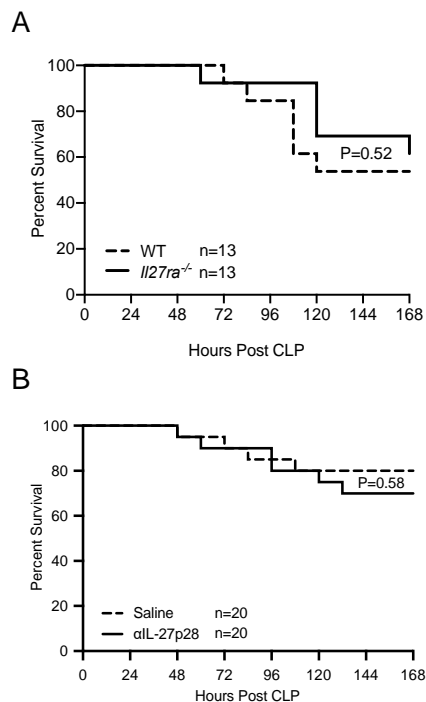 A
Percent Survival
100
80
60
40
20
0
P=0.52
WT n=13
Il27ra-/- n=13
0 24 48 72 96 120 144 168
Hours Post CLP
B
Percent Survival
100
80
60
40
20
0
P=0.58
Saline n=20
αIL-27p28 n=20
0 24 48 72 96 120 144 168
Hours Post CLP